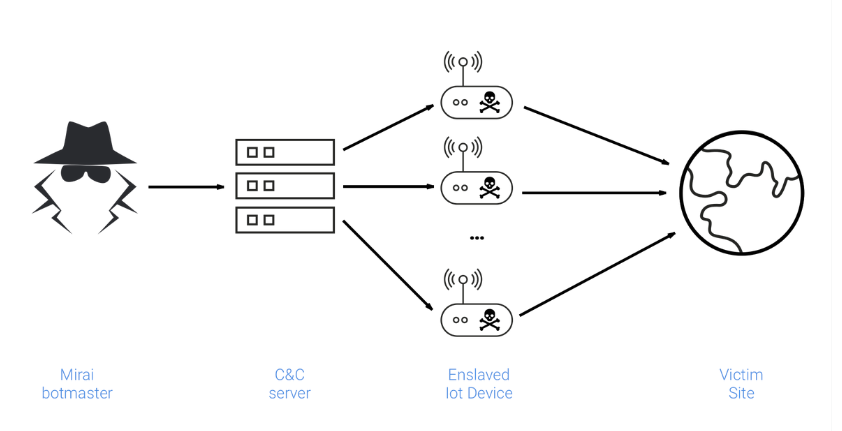 ...
Mirai
botmaster
C&C
server
Enslaved
Iot Device
Victim
Site